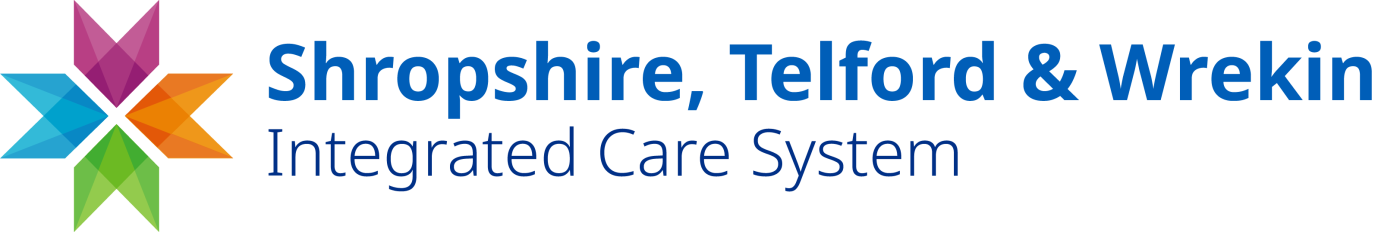 Shropshire, Telford & Wrekin
Integrated Care System